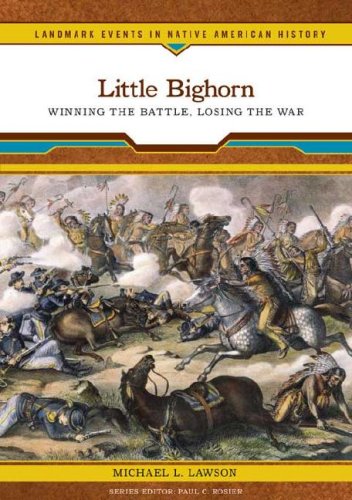 LANDMARK EVENTS IN NATIVE AMERICAN HISTORY
Little Bighorn
WINNING THE BATTLE, LOSING THE WAR
MICHAEL L. LAWSON
SERIES EDITOR: PAUL C. ROSIER